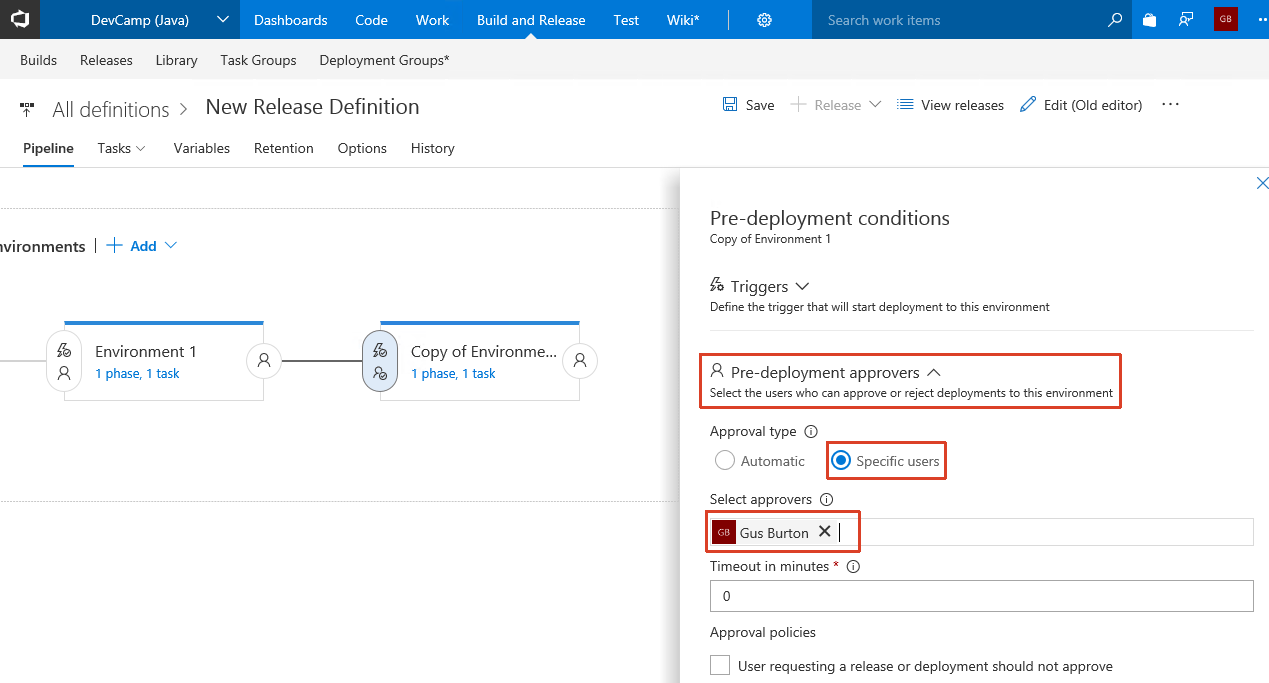 DevCamp (Java) Dashboards Code Work Build and Release Test Wiki* Search work items GB
Builds Releases Library Task Groups Deployment Groups*
All definitions > New Release Definition Save Release View releases Edit (Old editor) ...
Pipeline Tasks Variables Retention Options History
Pre-deployment conditions
Copy of Environment 1
nvironments | + Add
Triggers
Define the trigger that will start deployment to this environment
Environment 1
1 phase, 1 task
Copy of Environme...
1 phase, 1 task
Pre-deployment approvers
Select the users who can approve or reject deployments to this environment
Approval type
Automatic Specific users
Select approvers
GB Gus Burton
Timeout in minutes *
0
Approval policies
User requesting a release or deployment should not approve